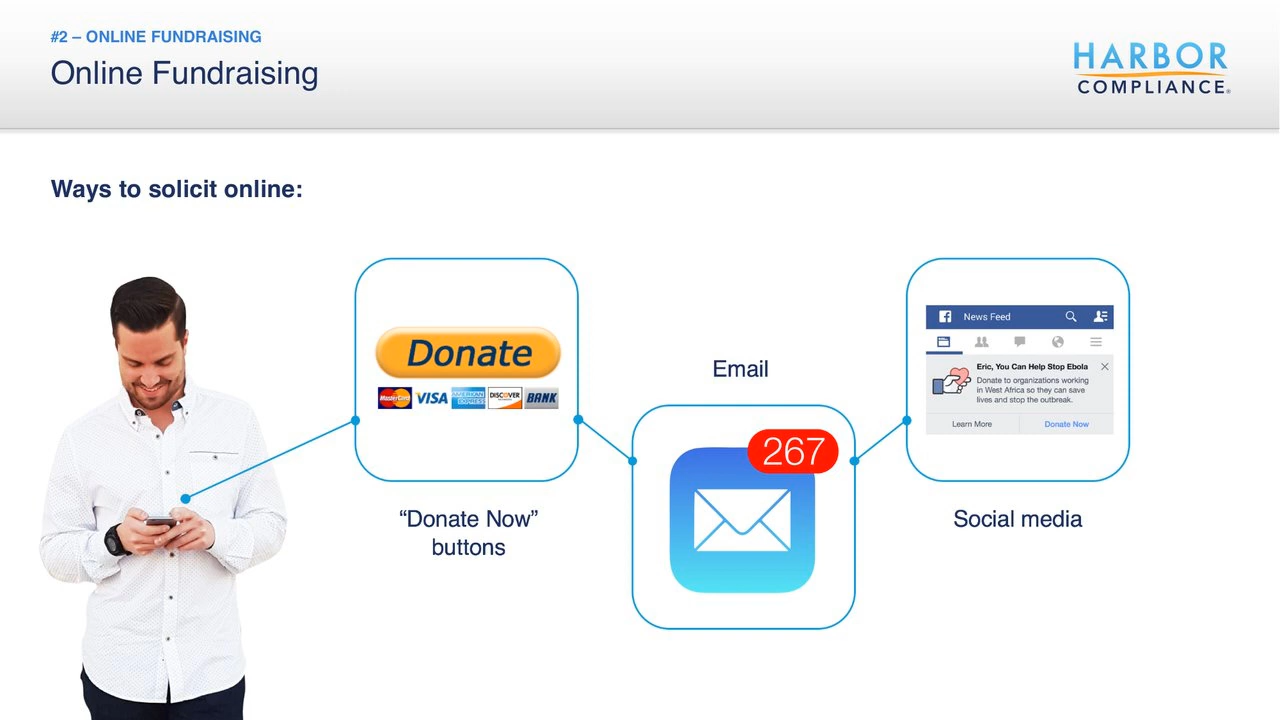 #2 – ONLINE FUNDRAISING
Online Fundraising
HARBOR
COMPLIANCE®
Ways to solicit online:
Donate
MasterCard VISA AMERICAN EXPRESS DISCOVER BANK
“Donate Now”
buttons
Email
267
News Feed
Eric, You Can Help Stop Ebola
Donate to organizations working
in West Africa so they can save
lives and stop the outbreak.
Learn More Donate Now
Social media